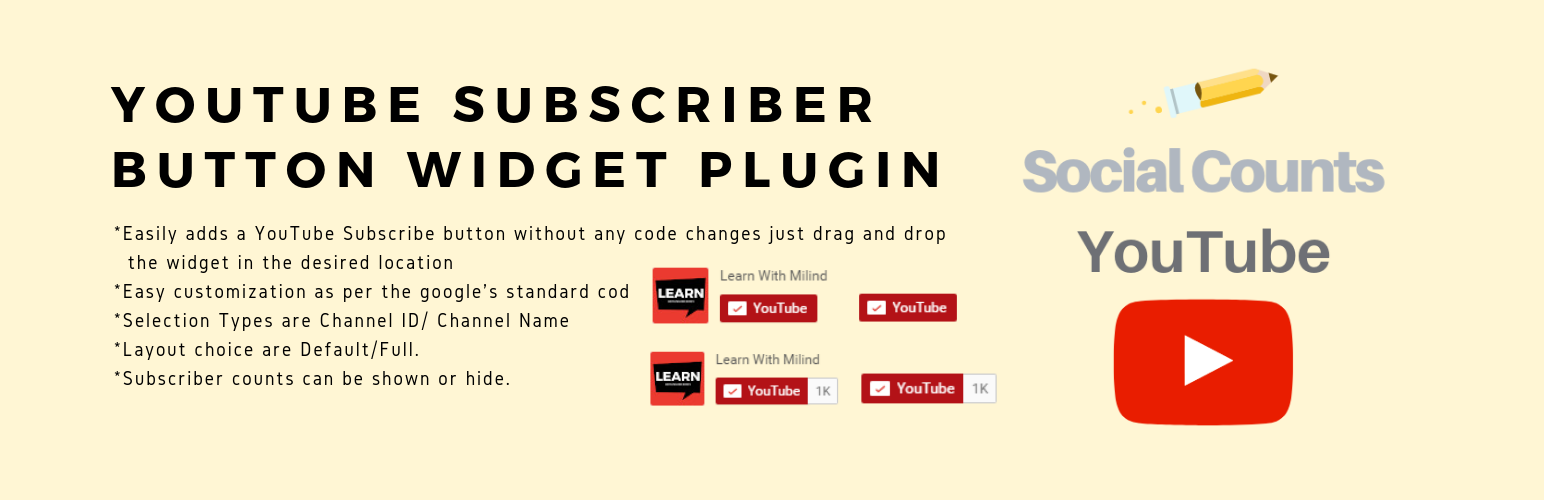 YOUTUBE SUBSCRIBER
BUTTON WIDGET PLUGIN
*Easily adds a YouTube Subscribe button without any code changes just drag and drop
the widget in the desired location
*Easy customization as per the google's standard cod
*Selection Types are Channel ID/ Channel Name
*Layout choice are Default/Full.
*Subscriber counts can be shown or hide.
LEARN
Learn With Milind
YouTube
YouTube
LEARN
Learn With Milind
YouTube 1K
YouTube 1K
Social Counts
YouTube